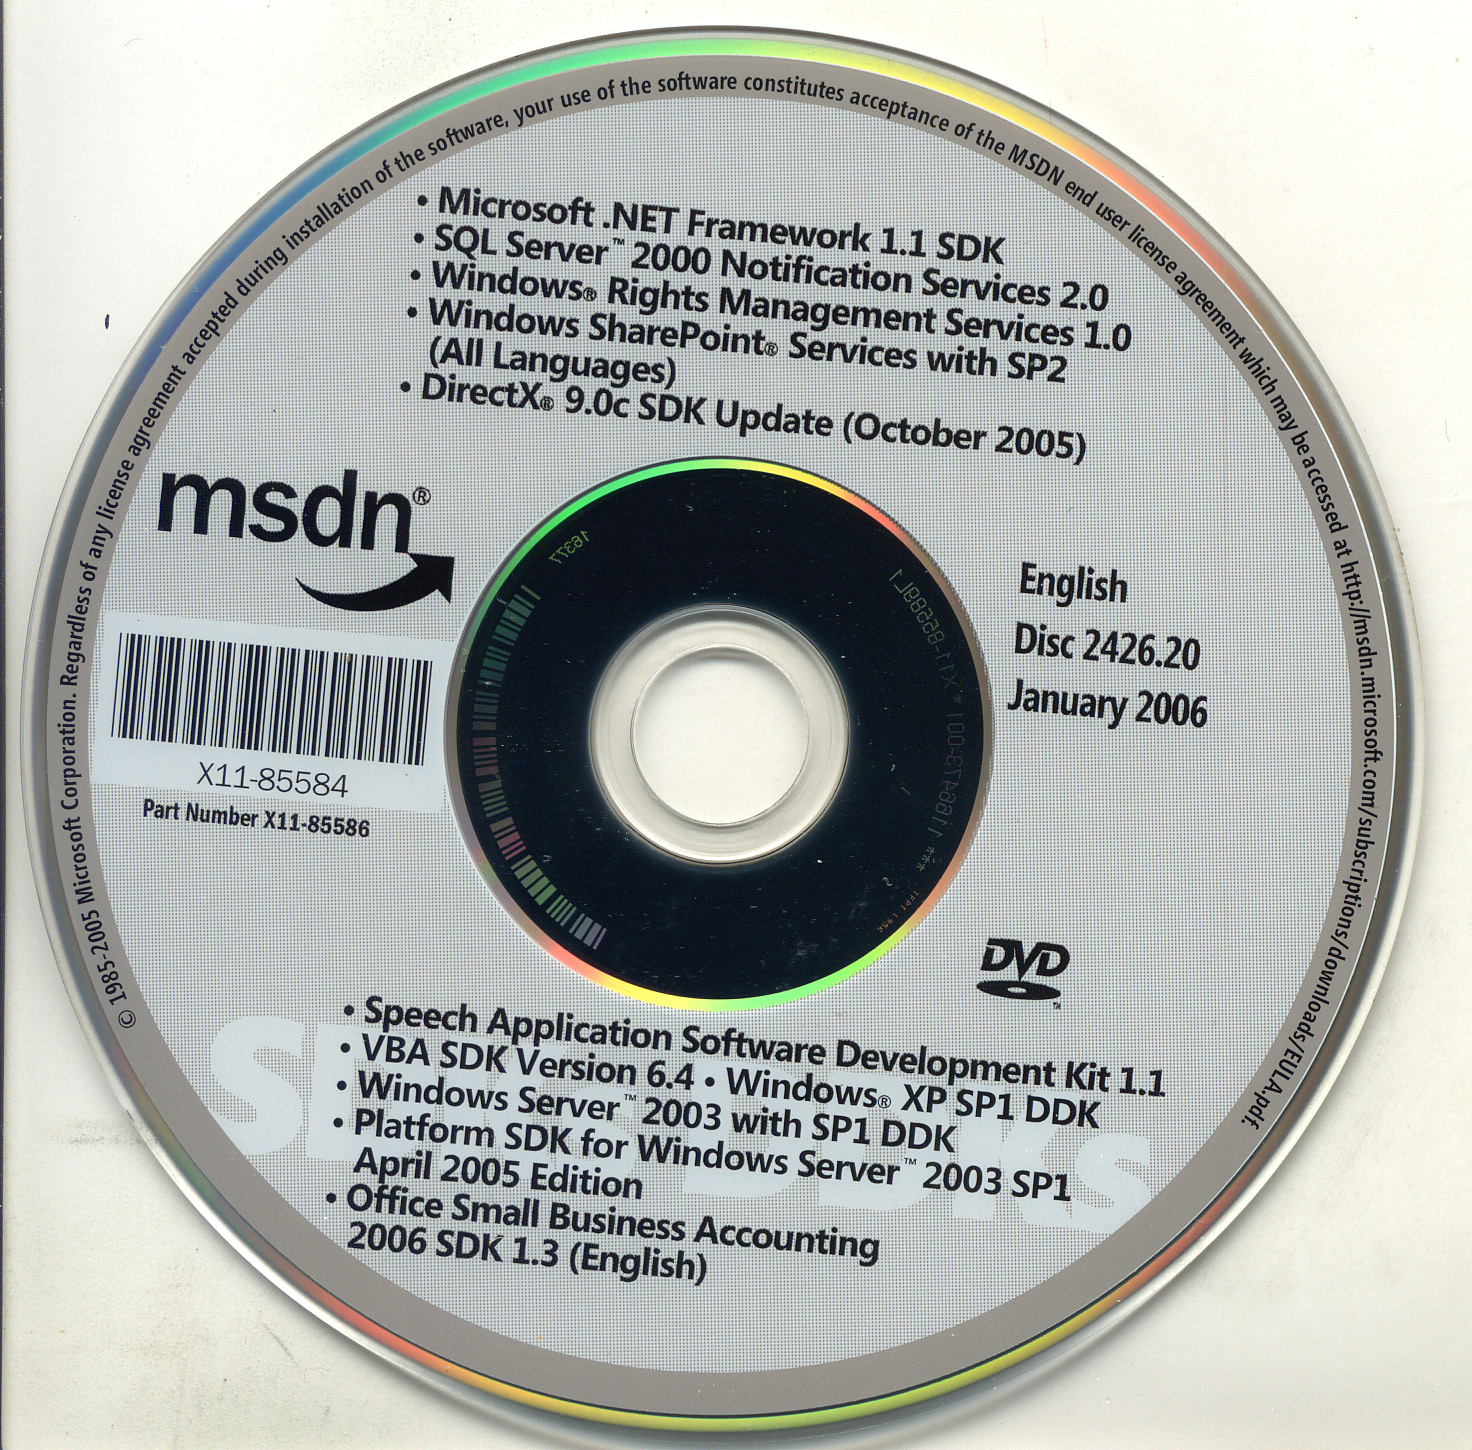 © 1985-2005 Microsoft Corporation. Regardless of any license agreement accepted during installation of the software, your use of the software constitutes acceptance of the MSDN end user license agreement which may be accessed at http://msdn.microsoft.com/subscriptions/downloads/EULA.pdf.
• Microsoft .NET Framework 1.1 SDK
• SQL Server™ 2000 Notification Services 2.0
• Windows® Rights Management Services 1.0
• Windows SharePoint® Services with SP2
(All Languages)
• DirectX® 9.0c SDK Update (October 2005)
msdn®
X11-85584
Part Number X11-85586
16377
English
Disc 2426.20
January 2006
DVD™
• Speech Application Software Development Kit 1.1
• VBA SDK Version 6.4 • Windows® XP SP1 DDK
• Windows Server™ 2003 with SP1 DDK
• Platform SDK for Windows Server™ 2003 SP1
April 2005 Edition
• Office Small Business Accounting
2006 SDK 1.3 (English)